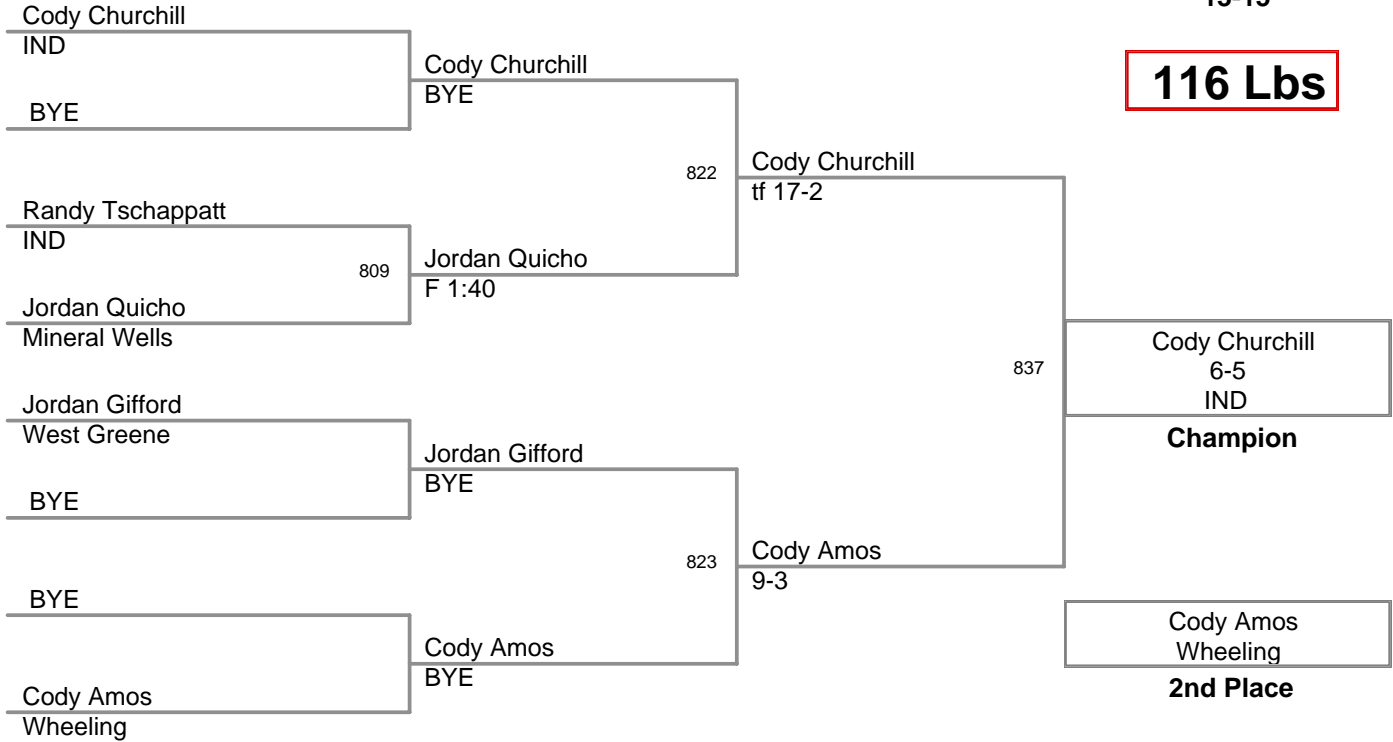 Cody Churchill
IND
BYE
Randy Tschappatt
IND
809
Jordan Quicho
Mineral Wells
Jordan Gifford
West Greene
BYE
BYE
Cody Amos
Wheeling
Cody Churchill
BYE
822
Jordan Quicho
F 1:40
Jordan Gifford
BYE
823
Cody Amos
BYE
Cody Churchill
tf 17-2
837
Cody Amos
9-3
116 Lbs
Cody Churchill
6-5
IND
Champion
Cody Amos
Wheeling
2nd Place